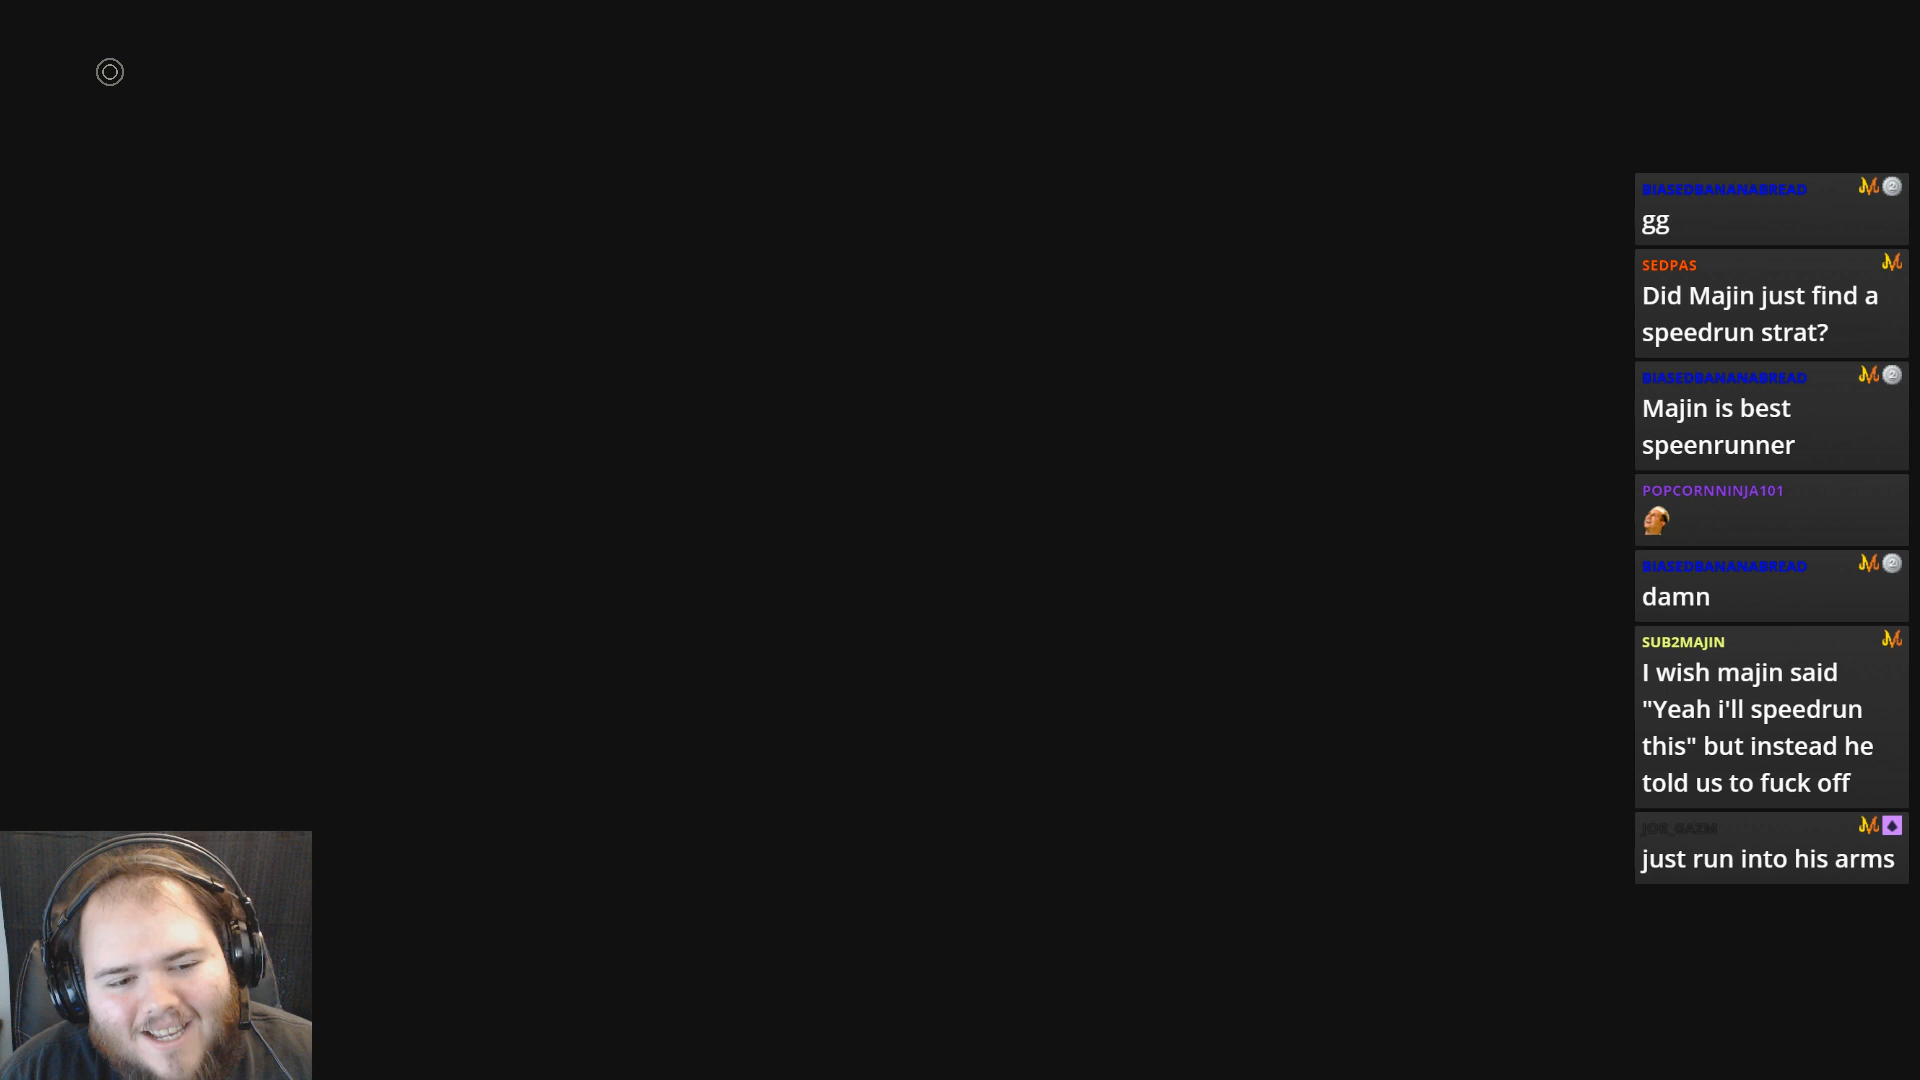 BIASEDBANANABREAD
gg
SEDPAS
Did Majin just find a
speedrun strat?
BIASEDBANANABREAD
Majin is best
speenrunner
POPCORNNINJA101
BIASEDBANANABREAD
damn
SUB2MAJIN
I wish majin said
"Yeah i'll speedrun
this" but instead he
told us to fuck off
JOR_GAZM
just run into his arms